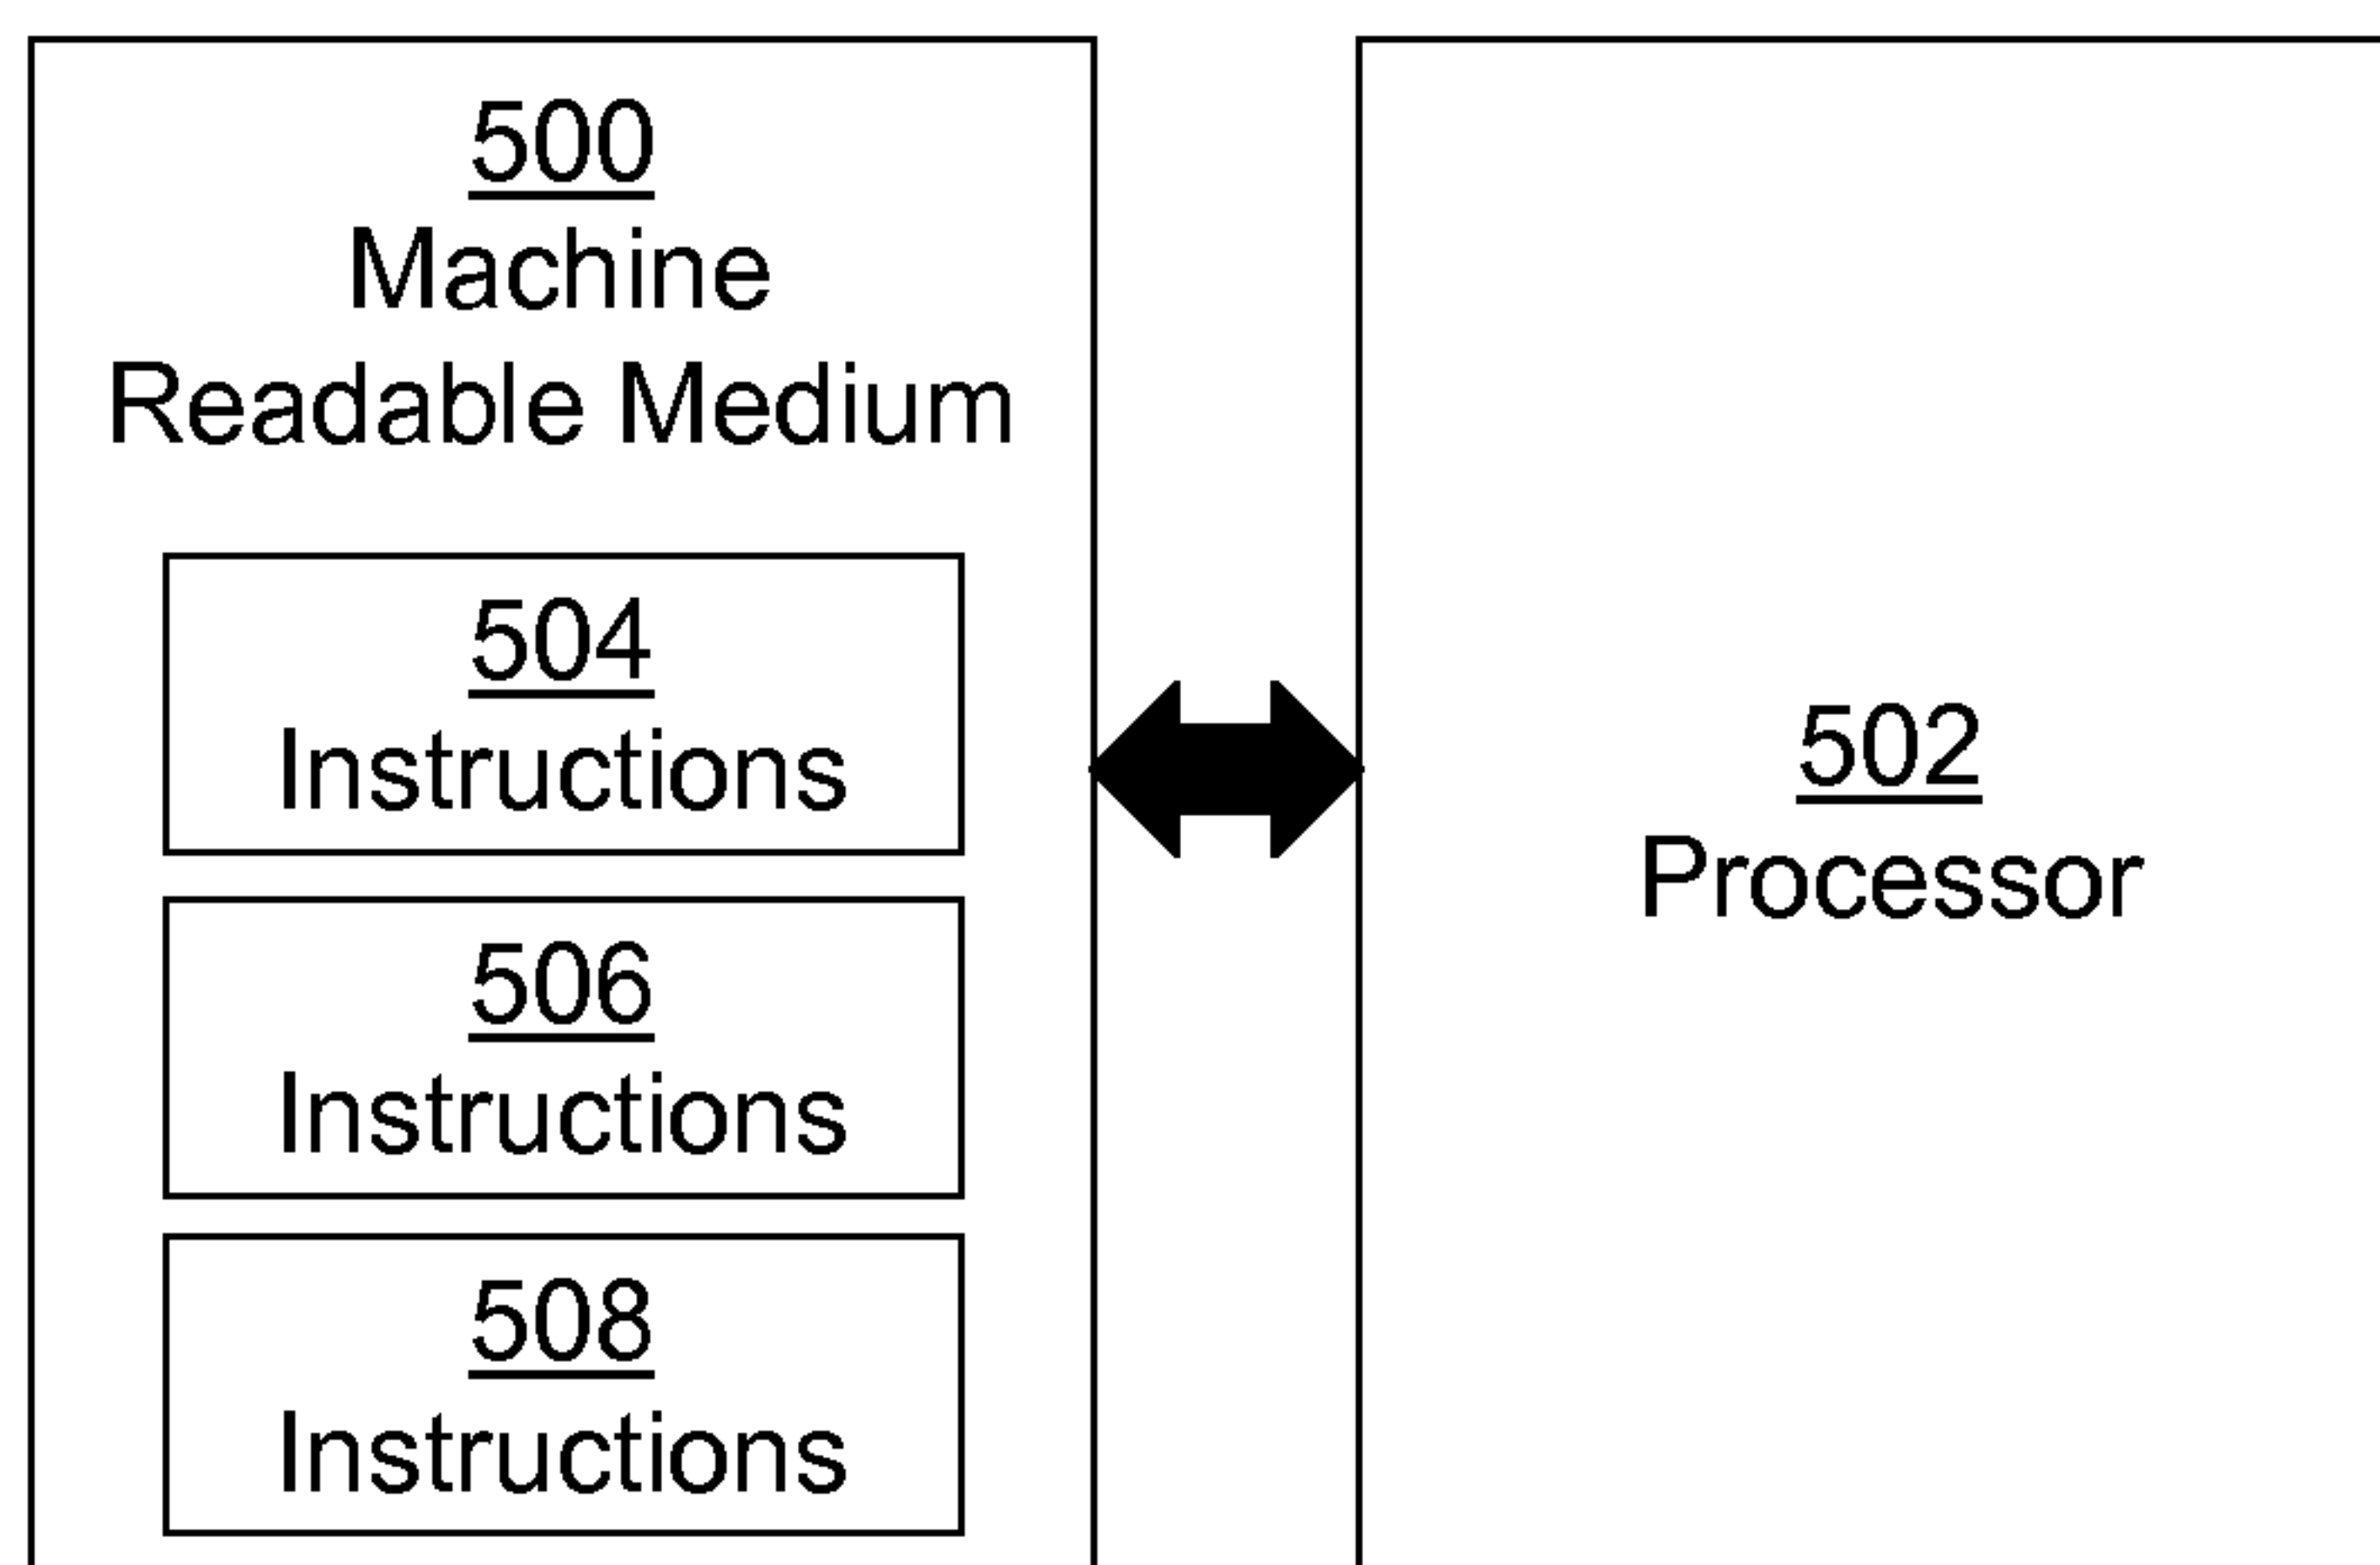 500
Machine
Readable Medium
504
Instructions
506
Instructions
508
Instructions
502
Processor